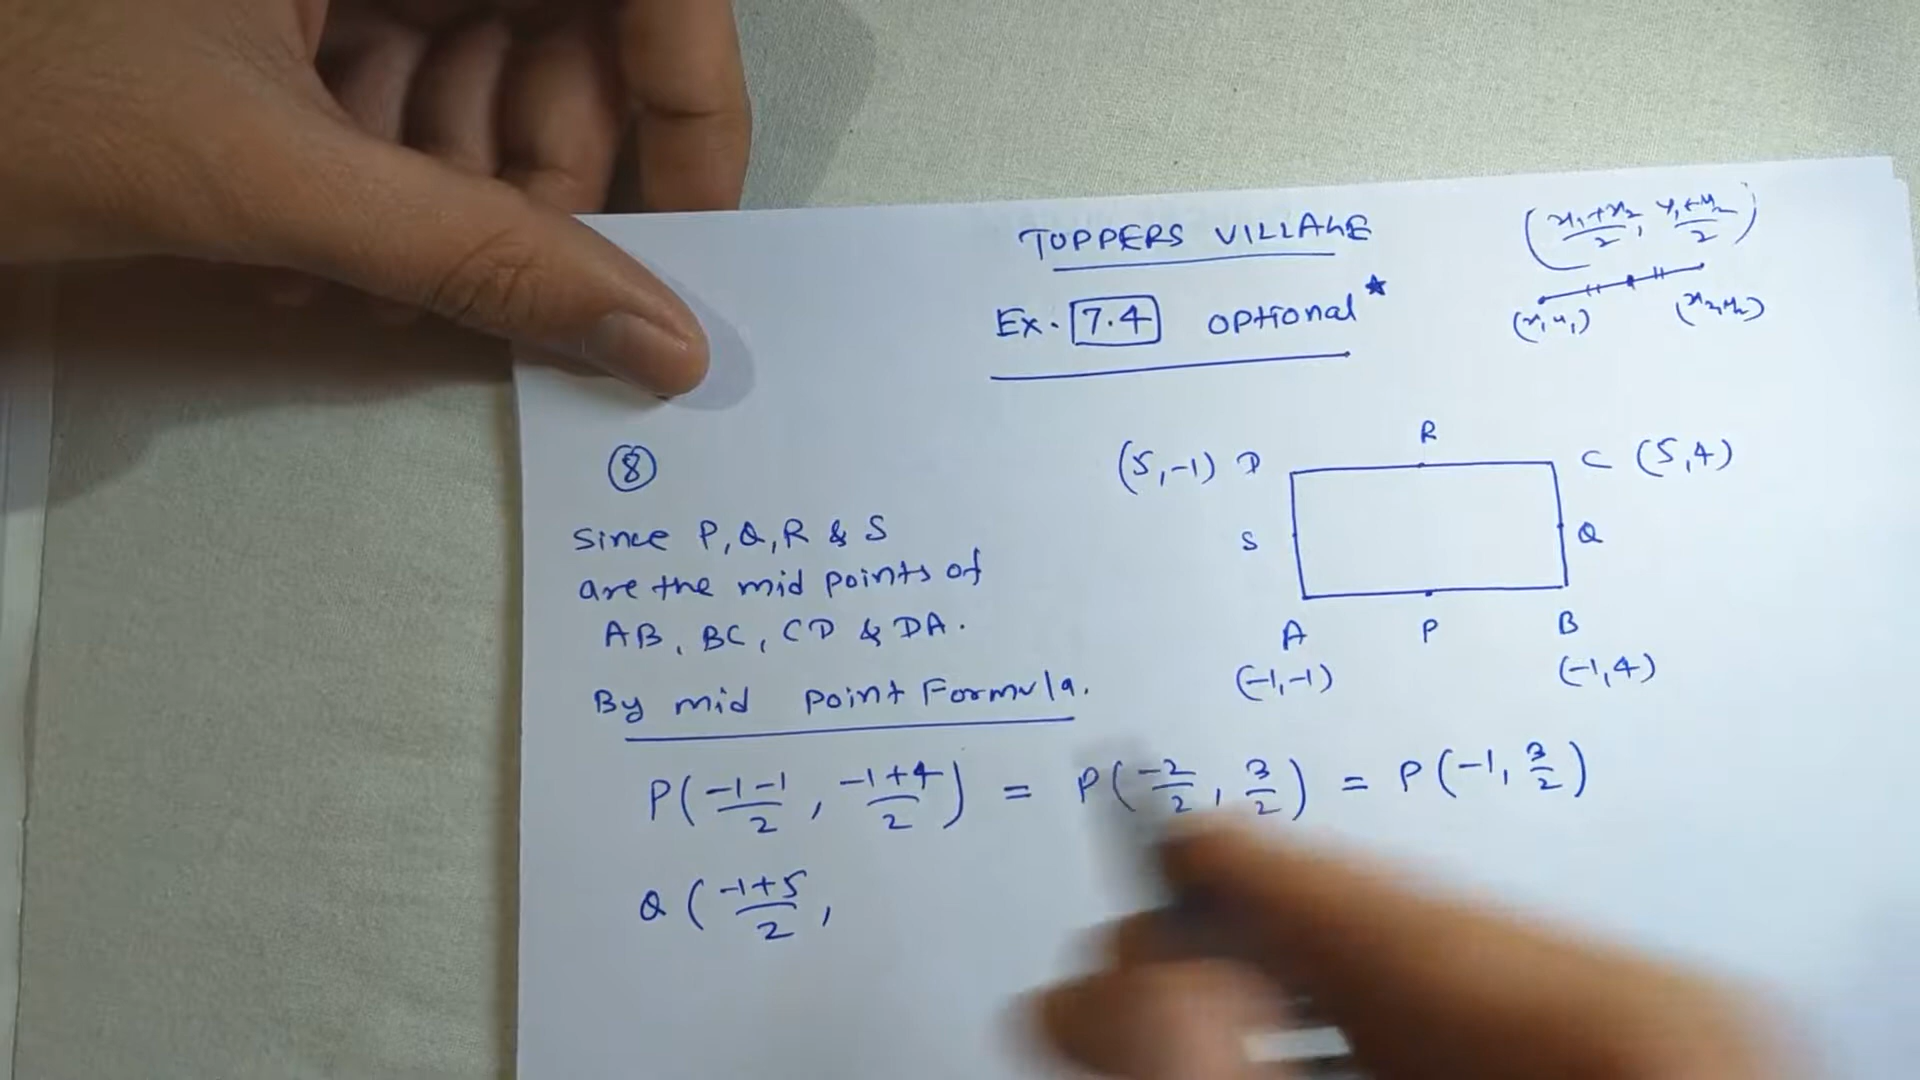 TOPPERS VILLAGE
Ex. 7.4 optional*
(x₁+x₂/2, y₁+y₂/2)
(x₁,y₁) (x₂,y₂)
8
Since P, Q, R & S
are the mid points of
AB, BC, CD & DA.
By mid point Formula.
R
(5,-1) D C (5,4)
S Q
A P B
(-1,-1) (-1,4)
P(-1-1/2, -1+4/2) = P(-2/2, 3/2) = P(-1, 3/2)
Q(-1+5/2,